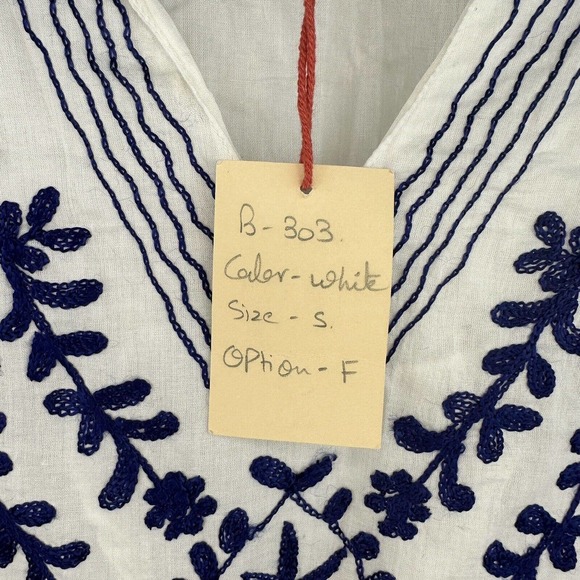 B-303.
Color-white
Size - S.
Option - F